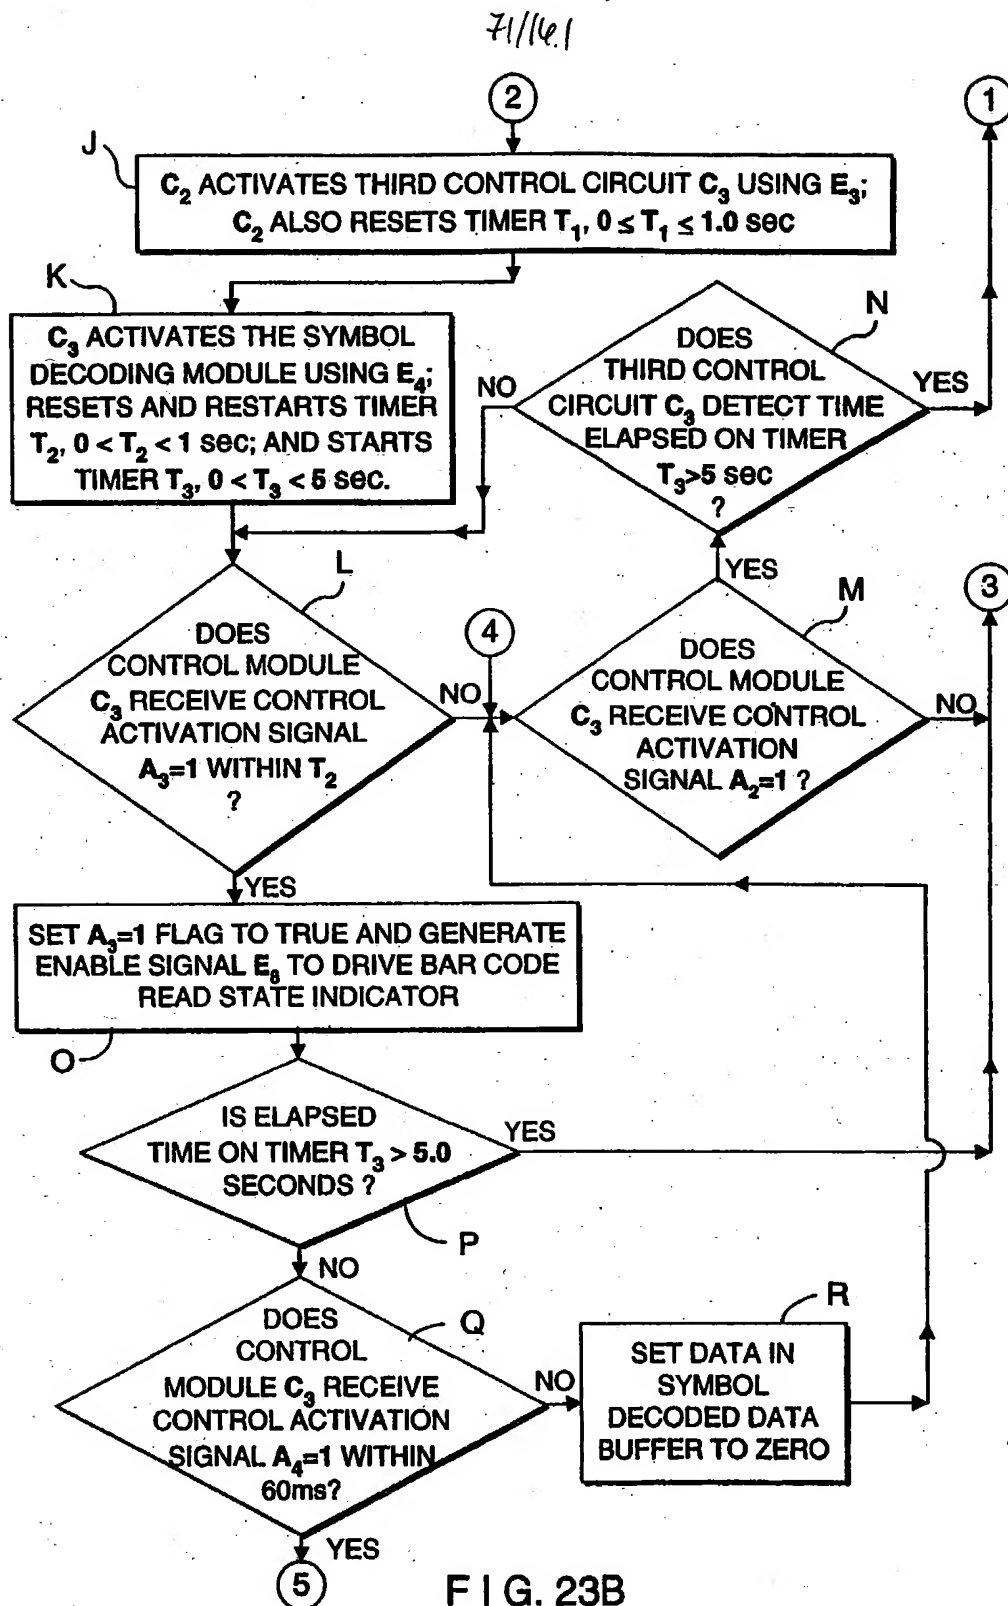 71/161
2
1
J
C₂ ACTIVATES THIRD CONTROL CIRCUIT C₃ USING E₃;
C₂ ALSO RESETS TIMER T₁, 0 ≤ T₁ ≤ 1.0 sec
K
C₃ ACTIVATES THE SYMBOL
DECODING MODULE USING E₄;
RESETS AND RESTARTS TIMER
T₂, 0 < T₂ < 1 sec; AND STARTS
TIMER T₃, 0 < T₃ < 5 sec.
N
DOES
THIRD CONTROL
CIRCUIT C₃ DETECT TIME
ELAPSED ON TIMER
T₃>5 sec
?
NO
YES
L
DOES
CONTROL MODULE
C₃ RECEIVE CONTROL
ACTIVATION SIGNAL
A₃=1 WITHIN T₂
?
NO
YES
4
YES
M
3
DOES
CONTROL MODULE
C₃ RECEIVE CONTROL
ACTIVATION
SIGNAL A₂=1 ?
NO
SET A₃=1 FLAG TO TRUE AND GENERATE
ENABLE SIGNAL E₈ TO DRIVE BAR CODE
READ STATE INDICATOR
O
IS ELAPSED
TIME ON TIMER T₃ > 5.0
SECONDS ?
YES
P
NO
DOES
CONTROL
MODULE C₃ RECEIVE
CONTROL ACTIVATION
SIGNAL A₄=1 WITHIN
60ms?
Q
NO
R
SET DATA IN
SYMBOL
DECODED DATA
BUFFER TO ZERO
YES
5
FIG. 23B